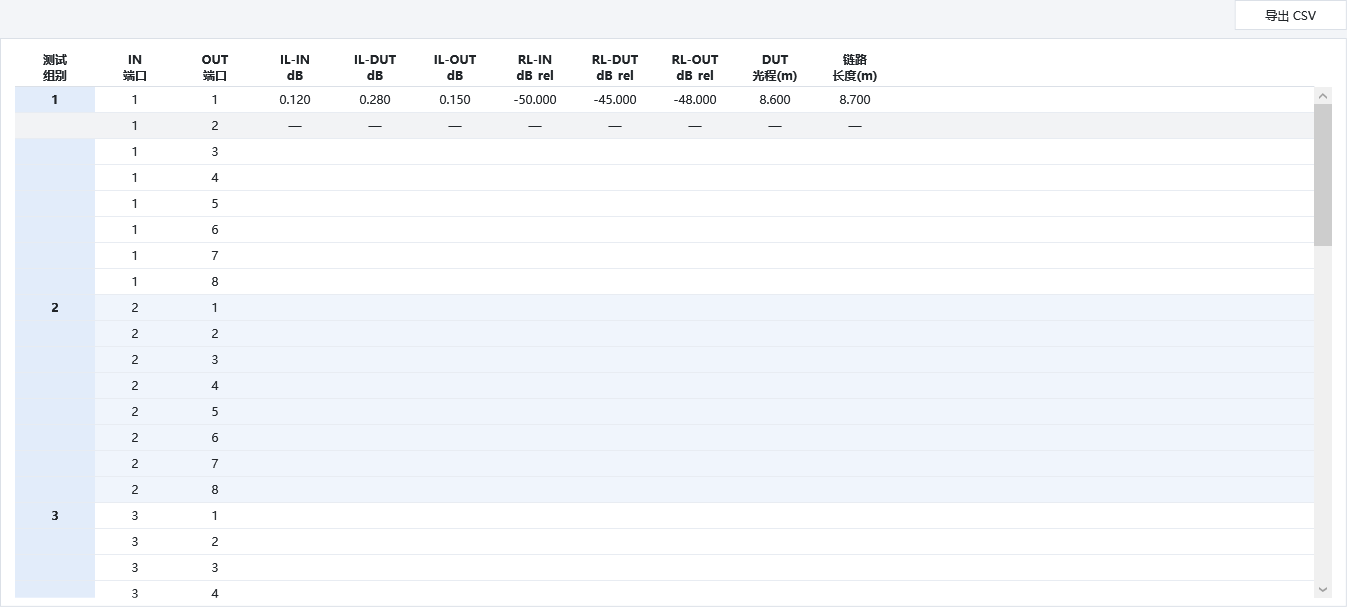 导出 CSV
测试 IN OUT IL-IN IL-DUT IL-OUT RL-IN RL-DUT RL-OUT DUT 链路
组别 端口 端口 dB dB dB dB rel dB rel dB rel 光程(m) 长度(m)
1 1 1 0.120 0.280 0.150 -50.000 -45.000 -48.000 8.600 8.700
1 2 — — — — — — — —
1 3
1 4
1 5
1 6
1 7
1 8
2 2 1
2 2
2 3
2 4
2 5
2 6
2 7
2 8
3 3 1
3 2
3 3
3 4